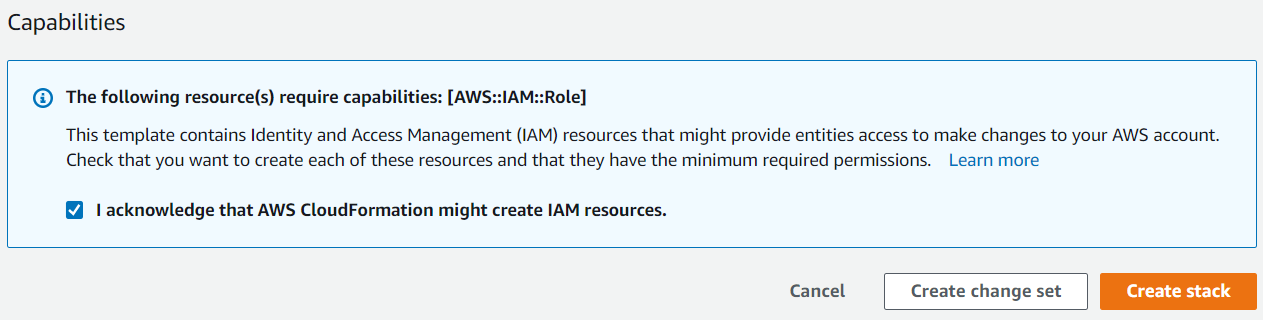 Capabilities
The following resource(s) require capabilities: [AWS::IAM::Role]
This template contains Identity and Access Management (IAM) resources that might provide entities access to make changes to your AWS account.
Check that you want to create each of these resources and that they have the minimum required permissions. Learn more
I acknowledge that AWS CloudFormation might create IAM resources.
Cancel Create change set Create stack